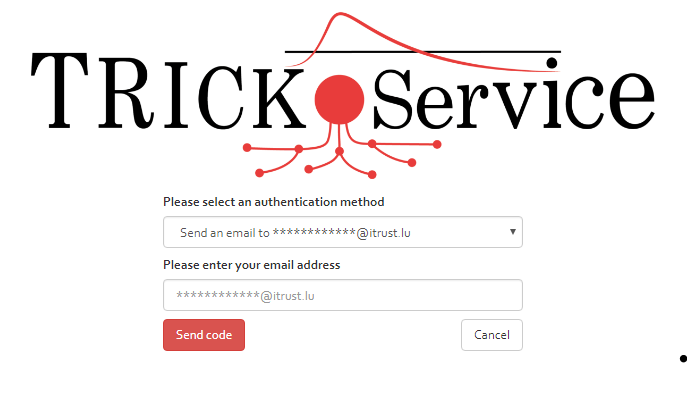 TRICK Service
Please select an authentication method
Send an email to ************@itrust.lu
Please enter your email address
************@itrust.lu
Send code Cancel